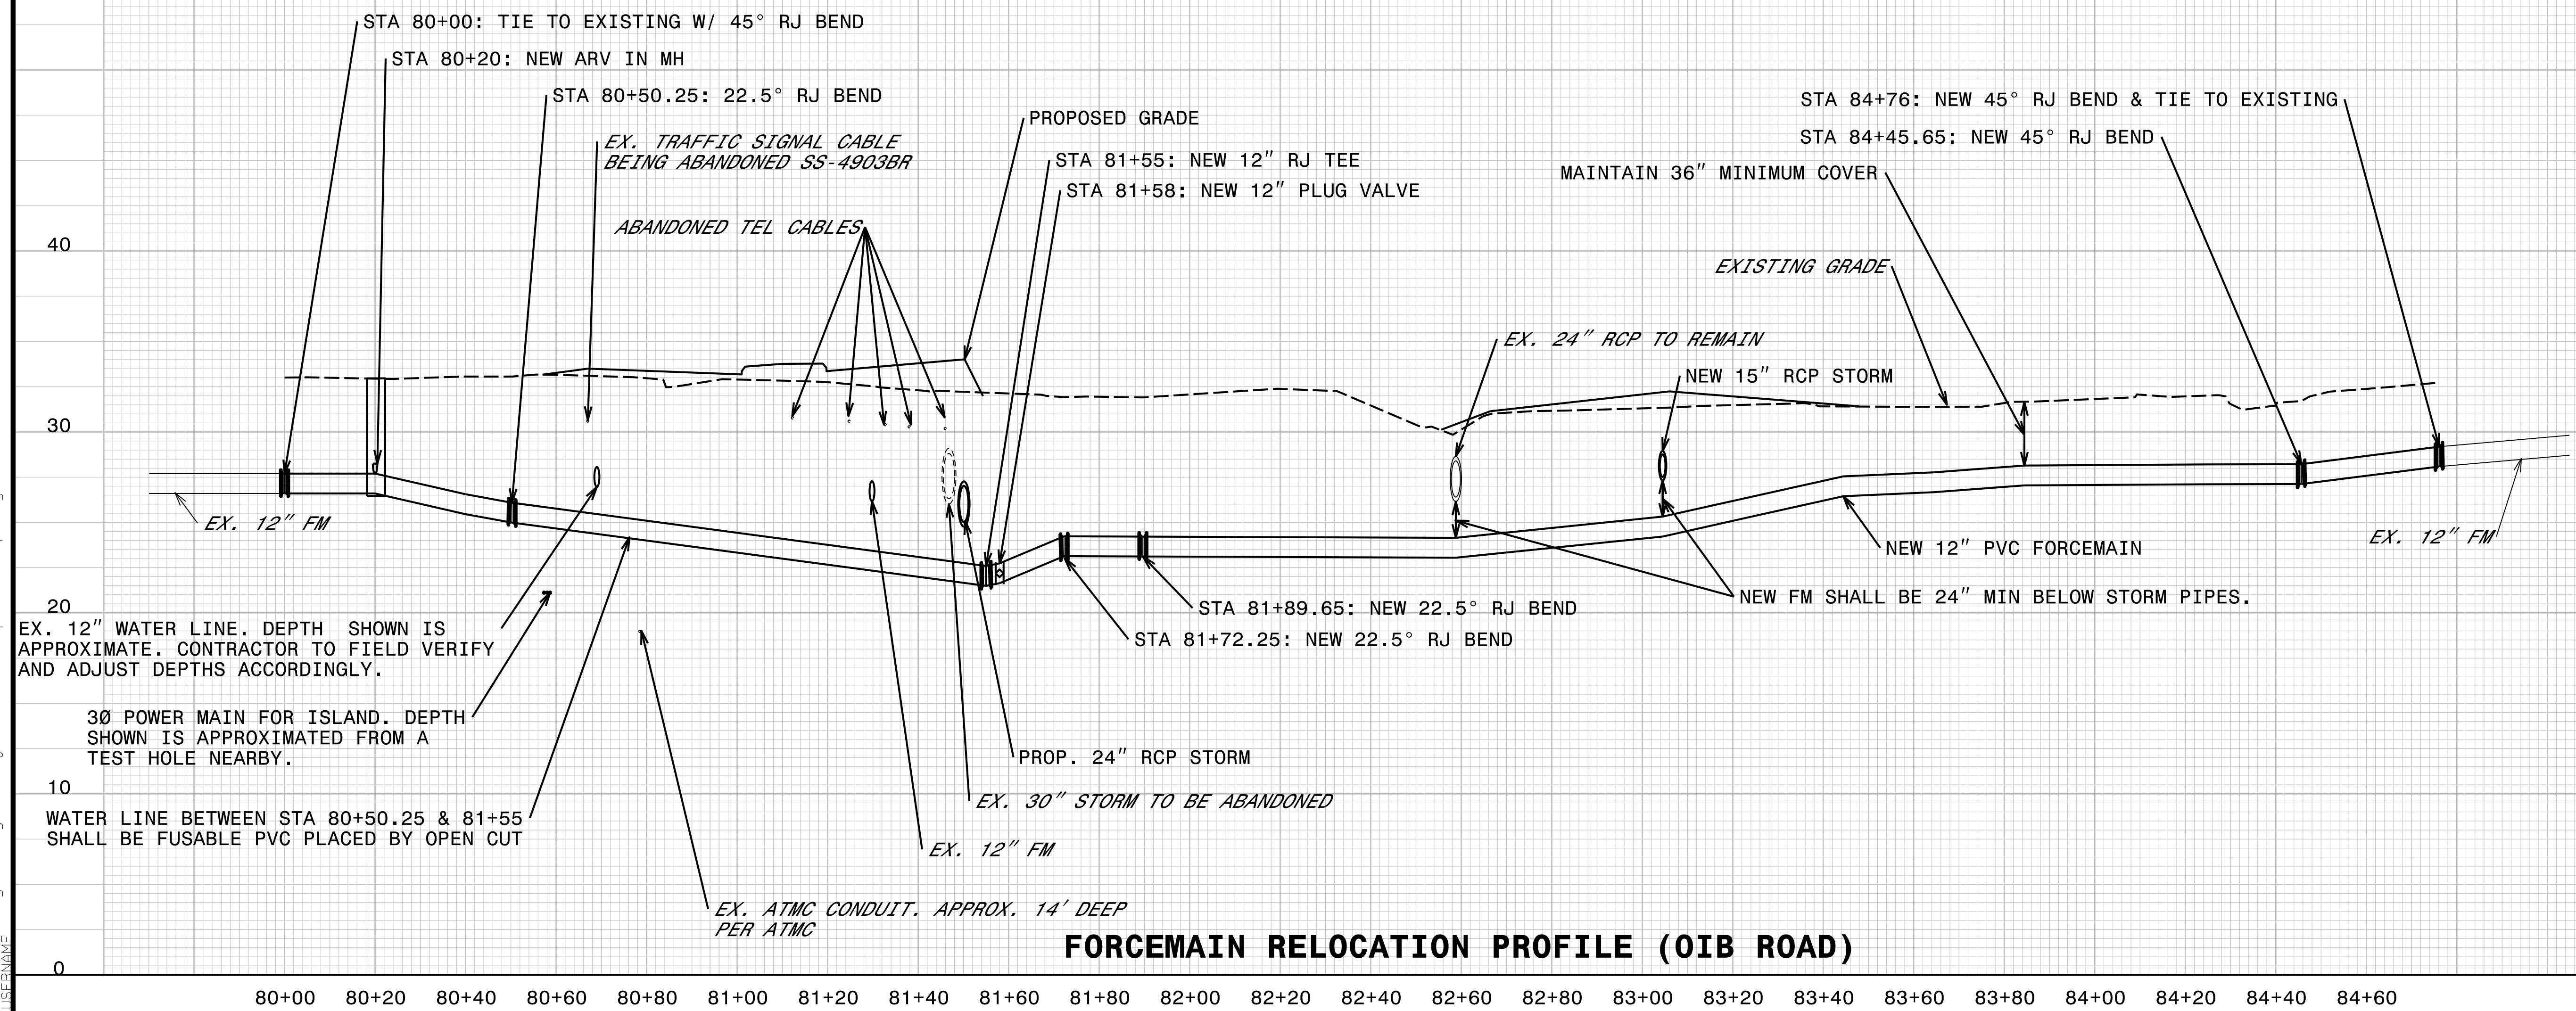 STA 80+00: TIE TO EXISTING W/ 45° RJ BEND
STA 80+20: NEW ARV IN MH
STA 80+50.25: 22.5° RJ BEND
EX. TRAFFIC SIGNAL CABLE
BEING ABANDONED SS-4903BR
ABANDONED TEL CABLES
PROPOSED GRADE
STA 81+55: NEW 12" RJ TEE
STA 81+58: NEW 12" PLUG VALVE
STA 84+76: NEW 45° RJ BEND & TIE TO EXISTING
STA 84+45.65: NEW 45° RJ BEND
MAINTAIN 36" MINIMUM COVER
EXISTING GRADE
EX. 24" RCP TO REMAIN
NEW 15" RCP STORM
40
30
20
10
0
EX. 12" FM
EX. 12" FM
NEW 12" PVC FORCEMAIN
NEW FM SHALL BE 24" MIN BELOW STORM PIPES.
STA 81+89.65: NEW 22.5° RJ BEND
STA 81+72.25: NEW 22.5° RJ BEND
EX. 12" WATER LINE. DEPTH SHOWN IS
APPROXIMATE. CONTRACTOR TO FIELD VERIFY
AND ADJUST DEPTHS ACCORDINGLY.
3Ø POWER MAIN FOR ISLAND. DEPTH
SHOWN IS APPROXIMATED FROM A
TEST HOLE NEARBY.
WATER LINE BETWEEN STA 80+50.25 & 81+55
SHALL BE FUSABLE PVC PLACED BY OPEN CUT
PROP. 24" RCP STORM
EX. 30" STORM TO BE ABANDONED
EX. 12" FM
EX. ATMC CONDUIT. APPROX. 14' DEEP
PER ATMC
FORCEMAIN RELOCATION PROFILE (OIB ROAD)
80+00 80+20 80+40 80+60 80+80 81+00 81+20 81+40 81+60 81+80 82+00 82+20 82+40 82+60 82+80 83+00 83+20 83+40 83+60 83+80 84+00 84+20 84+40 84+60
USERNAME